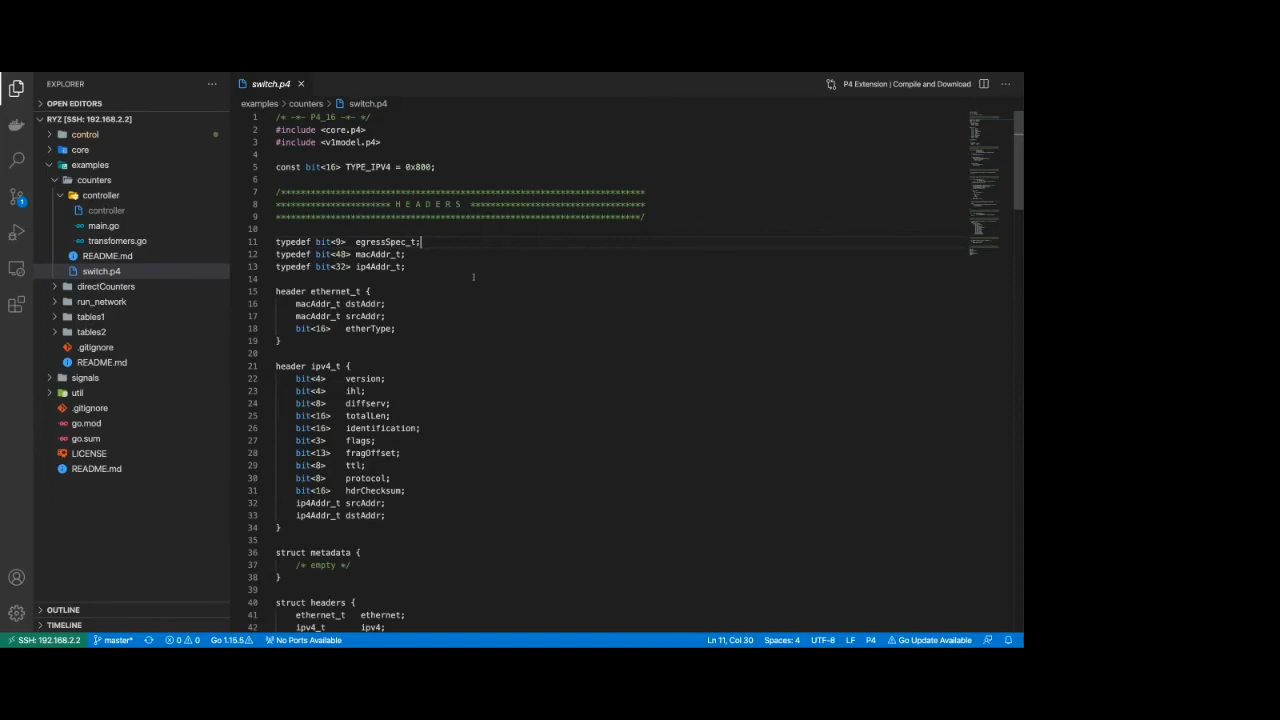 EXPLORER
OPEN EDITORS
RYZ [SSH: 192.168.2.2]
control
core
examples
counters
controller
controller
main.go
transfomers.go
README.md
switch.p4
directCounters
run_network
tables1
tables2
.gitignore
README.md
signals
util
.gitignore
go.mod
go.sum
LICENSE
README.md
OUTLINE
TIMELINE
switch.p4
P4 Extension | Compile and Download
examples > counters > switch.p4
1 /* -*- P4_16 -*- */
2 #include <core.p4>
3 #include <v1model.p4>
4
5 const bit<16> TYPE_IPV4 = 0x800;
6
7 /*************************************************************************
8 *********************** H E A D E R S ***********************************
9 *************************************************************************/
10
11 typedef bit<9>  egressSpec_t;
12 typedef bit<48> macAddr_t;
13 typedef bit<32> ip4Addr_t;
14
15 header ethernet_t {
16     macAddr_t dstAddr;
17     macAddr_t srcAddr;
18     bit<16>   etherType;
19 }
20
21 header ipv4_t {
22     bit<4>    version;
23     bit<4>    ihl;
24     bit<8>    diffserv;
25     bit<16>   totalLen;
26     bit<16>   identification;
27     bit<3>    flags;
28     bit<13>   fragOffset;
29     bit<8>    ttl;
30     bit<8>    protocol;
31     bit<16>   hdrChecksum;
32     ip4Addr_t srcAddr;
33     ip4Addr_t dstAddr;
34 }
35
36 struct metadata {
37     /* empty */
38 }
39
40 struct headers {
41     ethernet_t   ethernet;
42     ipv4_t       ipv4;
1
SSH: 192.168.2.2 master* 0 0 Go 1.15.5 No Ports Available Ln 11, Col 30 Spaces: 4 UTF-8 LF P4 Go Update Available